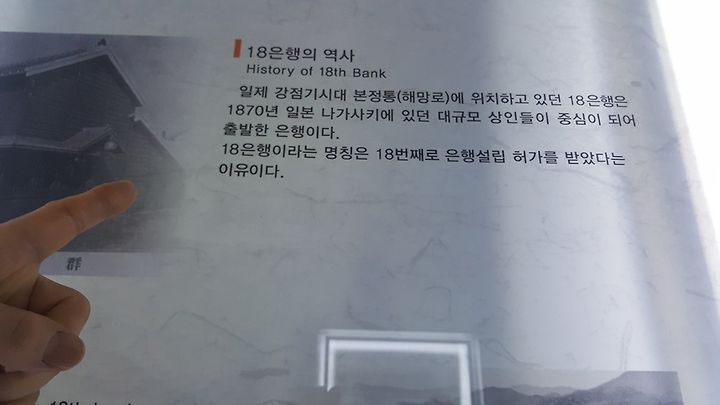 18은행의 역사
History of 18th Bank
일제 강점기시대 본정통(해망로)에 위치하고 있던 18은행은
1870년 일본 나가사키에 있던 대규모 상인들이 중심이 되어
출발한 은행이다.
18은행이라는 명칭은 18번째로 은행설립 허가를 받았다는
이유이다.
群